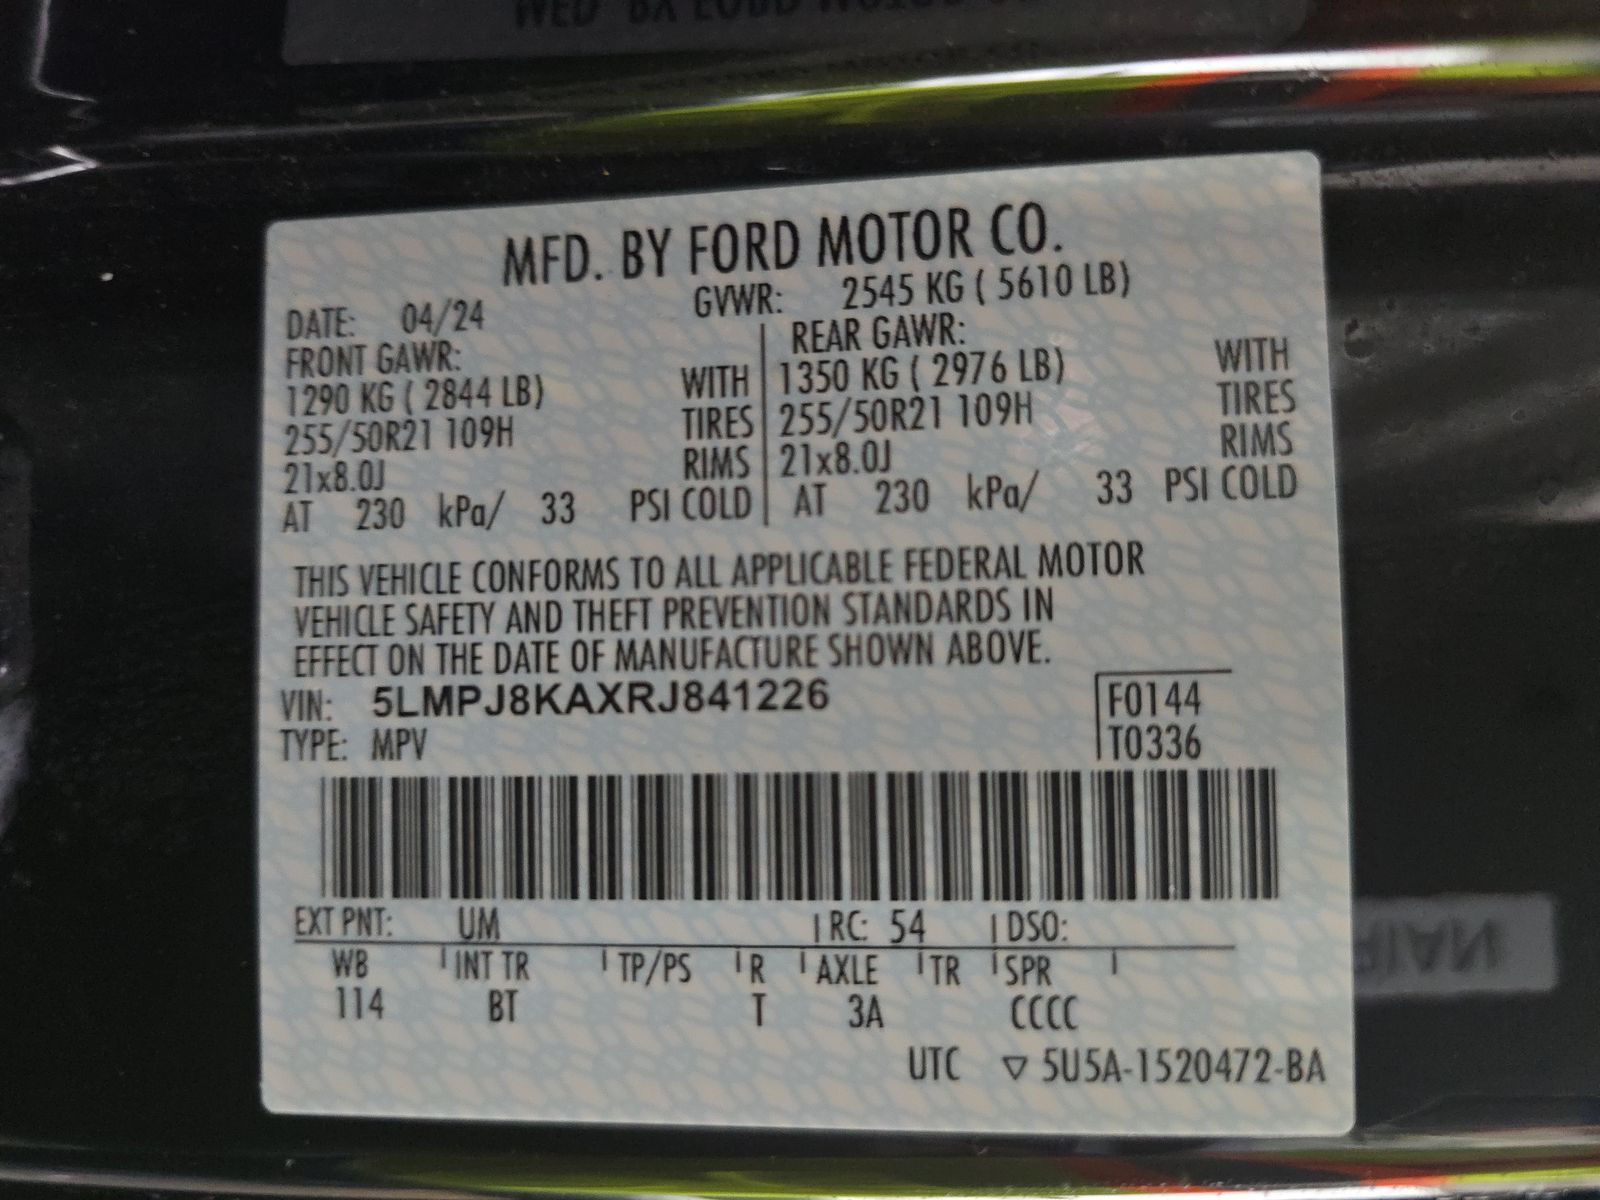 MFD. BY FORD MOTOR CO.
DATE: 04/24 GVWR: 2545 KG ( 5610 LB)
FRONT GAWR: REAR GAWR:
1290 KG ( 2844 LB) WITH 1350 KG ( 2976 LB) WITH
255/50R21 109H TIRES 255/50R21 109H TIRES
21x8.0J RIMS 21x8.0J RIMS
AT 230 kPa/ 33 PSI COLD AT 230 kPa/ 33 PSI COLD
THIS VEHICLE CONFORMS TO ALL APPLICABLE FEDERAL MOTOR
VEHICLE SAFETY AND THEFT PREVENTION STANDARDS IN
EFFECT ON THE DATE OF MANUFACTURE SHOWN ABOVE.
VIN: 5LMPJ8KAXRJ841226 F0144
TYPE: MPV T0336
EXT PNT: UM RC: 54 DSO:
WB INT TR TP/PS R AXLE TR SPR
114 BT T 3A CCCC
UTC ▽ 5U5A-1520472-BA